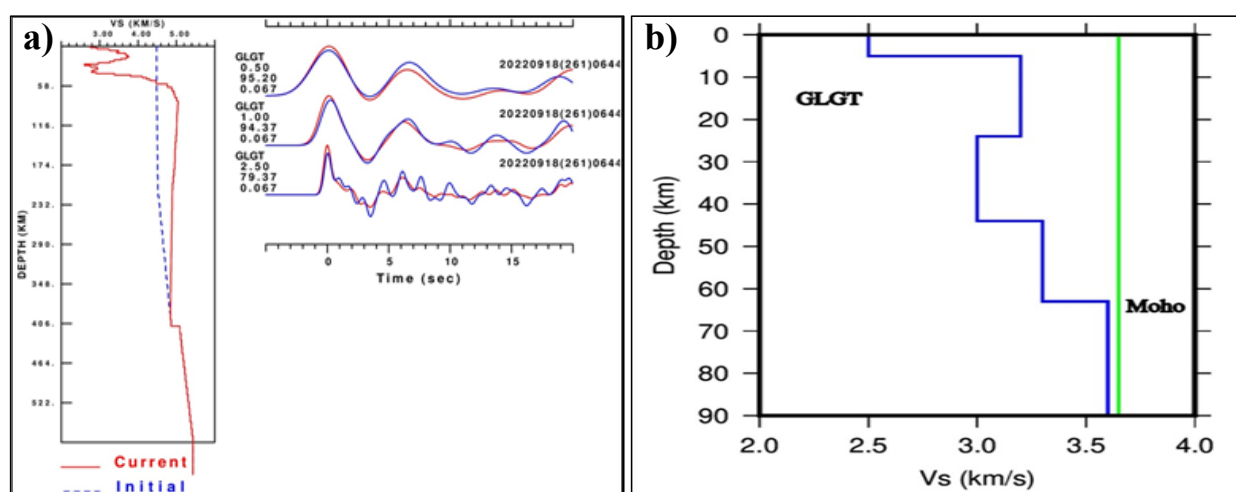 a)
VS (KM/S)
3.00 4.00 5.00
DEPTH (KM)
58.
116.
174.
232.
290.
348.
406.
464.
522.
Current
Initial
GLGT
0.50
95.20
0.067
20220918(261)0644
GLGT
1.00
94.37
0.067
20220918(261)0644
GLGT
2.50
79.37
0.067
20220918(261)0644
0 5 10 15
Time (sec)
b)
Depth (km)
0
10
20
30
40
50
60
70
80
90
GLGT
Moho
2.0 2.5 3.0 3.5 4.0
Vs (km/s)